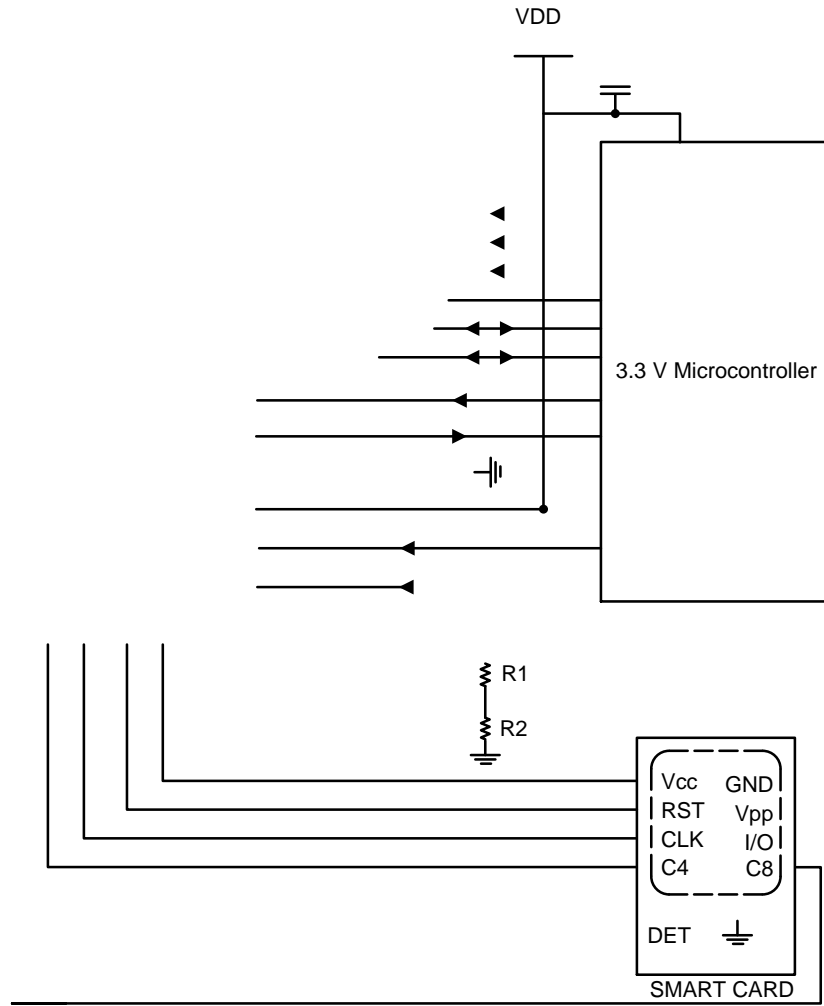 VDD
3.3 V Microcontroller
R1
R2
Vcc GND
RST Vpp
CLK I/O
C4 C8
DET
SMART CARD